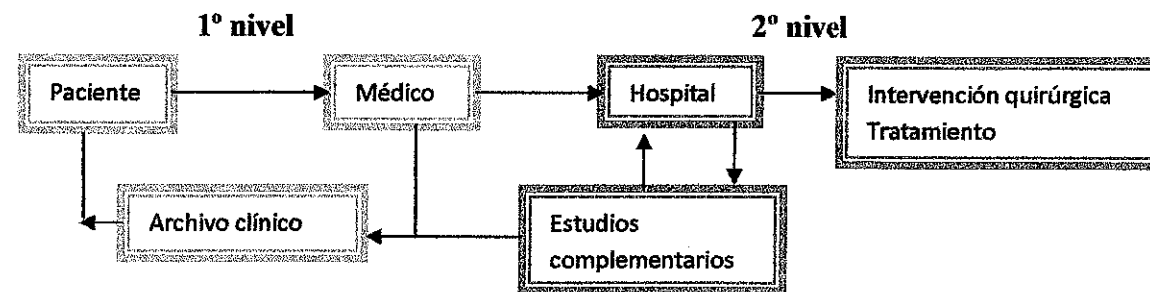 1º nivel
2º nivel
Paciente
Médico
Hospital
Intervención quirúrgica
Tratamiento
Archivo clínico
Estudios
complementarios